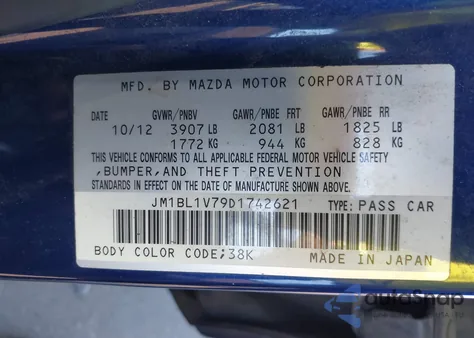 MFD. BY MAZDA MOTOR CORPORATION
DATE GVWR/PNBV GAWR/PNBE FRT GAWR/PNBE RR
10/12 3907 LB 2081 LB 1825 LB
1772 KG 944 KG 828 KG
THIS VEHICLE CONFORMS TO ALL APPLICABLE FEDERAL MOTOR VEHICLE SAFETY
,BUMPER,AND THEFT PREVENTION
STANDARDS IN EFFECT ON THE DATE OF MANUFACTURE SHOWN ABOVE.
JM1BL1V79D1742621 TYPE: PASS CAR
BODY COLOR CODE;38K MADE IN JAPAN
autoSnap